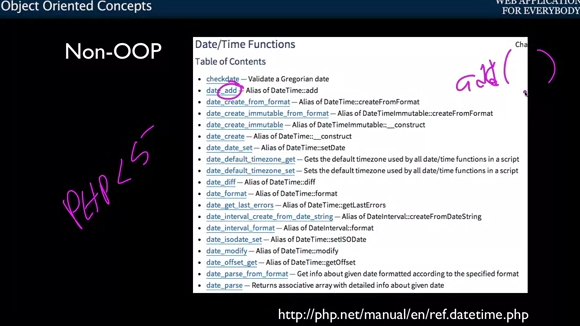 Object Oriented Concepts
WEB APPLICATION
FOR EVERYBODY
Non-OOP
Date/Time Functions
Cha
Table of Contents
checkdate — Validate a Gregorian date
date_add — Alias of DateTime::add
date_create_from_format — Alias of DateTime::createFromFormat
date_create_immutable_from_format — Alias of DateTimeImmutable::createFromFormat
date_create_immutable — Alias of DateTimeImmutable::__construct
date_create — Alias of DateTime::__construct
date_date_set — Alias of DateTime::setDate
date_default_timezone_get — Gets the default timezone used by all date/time functions in a script
date_default_timezone_set — Sets the default timezone used by all date/time functions in a script
date_diff — Alias of DateTime::diff
date_format — Alias of DateTime::format
date_get_last_errors — Alias of DateTime::getLastErrors
date_interval_create_from_date_string — Alias of DateInterval::createFromDateString
date_interval_format — Alias of DateInterval::format
date_isodate_set — Alias of DateTime::setISODate
date_modify — Alias of DateTime::modify
date_offset_get — Alias of DateTime::getOffset
date_parse_from_format — Get info about given date formatted according to the specified format
date_parse — Returns associative array with detailed info about given date
add( )
PHP < 5
http://php.net/manual/en/ref.datetime.php